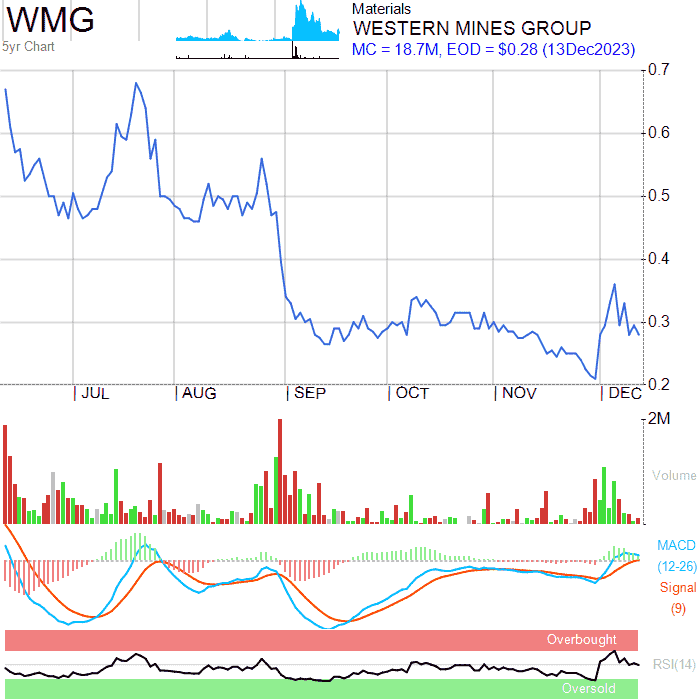 WMG
5yr Chart
Materials
WESTERN MINES GROUP
MC = 18.7M, EOD = $0.28 (13Dec2023)
0.7
0.6
0.5
0.4
0.3
0.2
JUL AUG SEP OCT NOV DEC
2M
Volume
MACD
(12-26)
Signal
(9)
Overbought
RSI(14)
Oversold